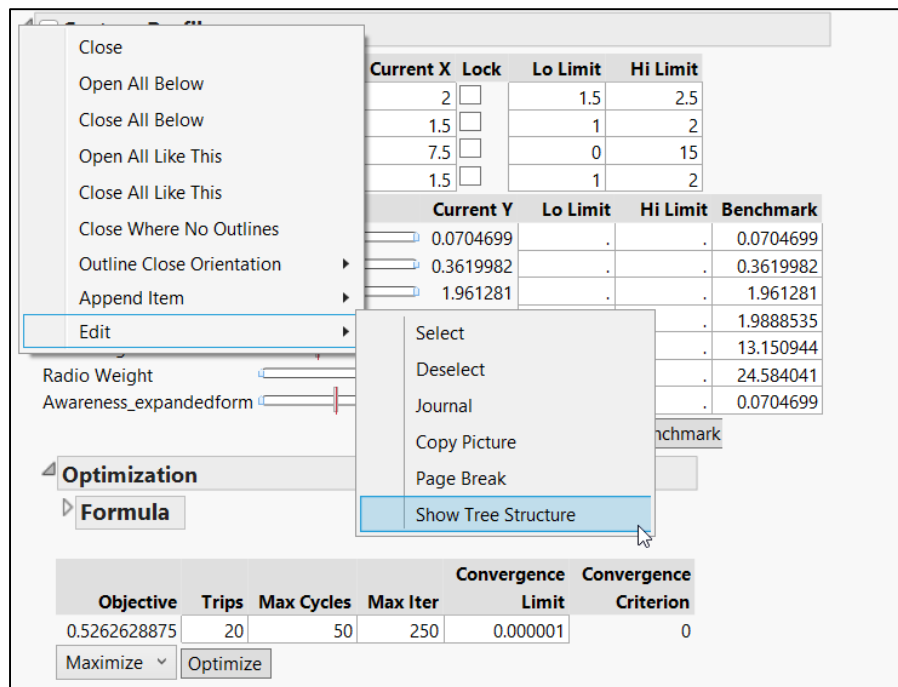 Close
Open All Below
Close All Below
Open All Like This
Close All Like This
Close Where No Outlines
Outline Close Orientation
Append Item
Edit
Select
Deselect
Journal
Copy Picture
Page Break
Show Tree Structure
Current X Lock Lo Limit Hi Limit
2 1.5 2.5
1.5 1 2
7.5 0 15
1.5 1 2
Current Y Lo Limit Hi Limit Benchmark
0.0704699 . . 0.0704699
0.3619982 . . 0.3619982
1.961281 . . 1.961281
. 1.9888535
. 13.150944
Radio Weight . 24.584041
Awareness_expandedform . 0.0704699
nchmark
Optimization
Formula
Convergence Convergence
Objective Trips Max Cycles Max Iter Limit Criterion
0.5262628875 20 50 250 0.000001 0
Maximize Optimize